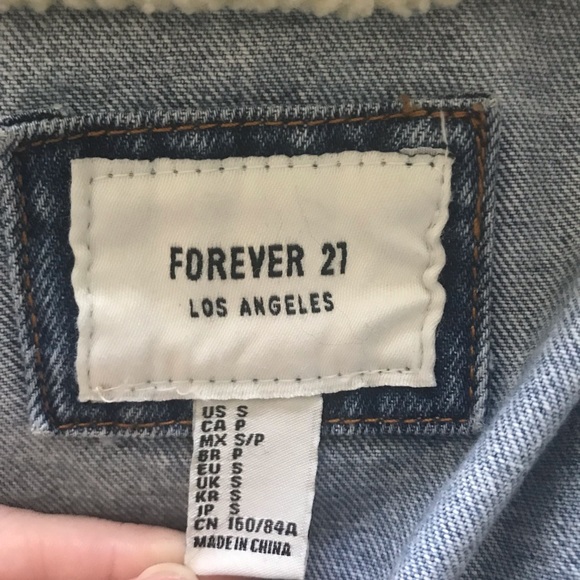 FOREVER 21
LOS ANGELES
US S
CA P
MX S/P
BR P
EU S
UK S
KR S
JP S
CN 160/84A
MADE IN CHINA